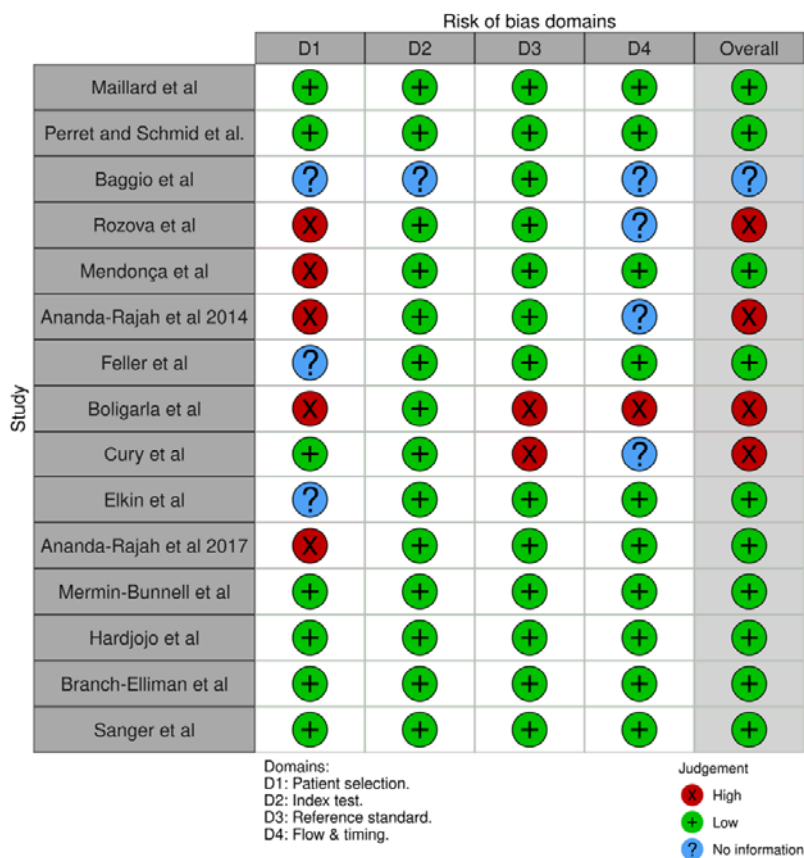 Risk of bias domains
D1 D2 D3 D4 Overall
Study
Maillard et al + + + + +
Perret and Schmid et al. + + + + +
Baggio et al ? ? + ? ?
Rozova et al X + + ? X
Mendonça et al X + + + +
Ananda-Rajah et al 2014 X + + ? X
Feller et al ? + + + +
Boligarla et al X + X X X
Cury et al + + X ? X
Elkin et al ? + + + +
Ananda-Rajah et al 2017 X + + + +
Mermin-Bunnell et al + + + + +
Hardjojo et al + + + + +
Branch-Elliman et al + + + + +
Sanger et al + + + + +
Domains:
D1: Patient selection.
D2: Index test.
D3: Reference standard.
D4: Flow & timing.
Judgement
X High
+ Low
? No information